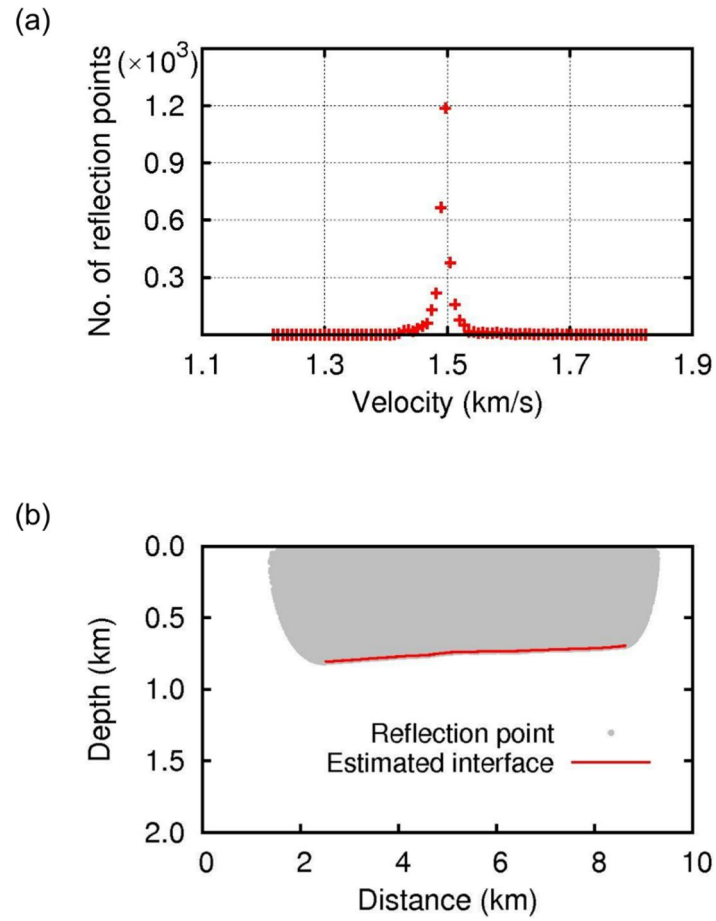 (a)
(×10³)
No. of reflection points
1.2
0.9
0.6
0.3
1.1 1.3 1.5 1.7 1.9
Velocity (km/s)
(b)
0.0
0.5
1.0
1.5
2.0
Depth (km)
Reflection point
Estimated interface
0 2 4 6 8 10
Distance (km)